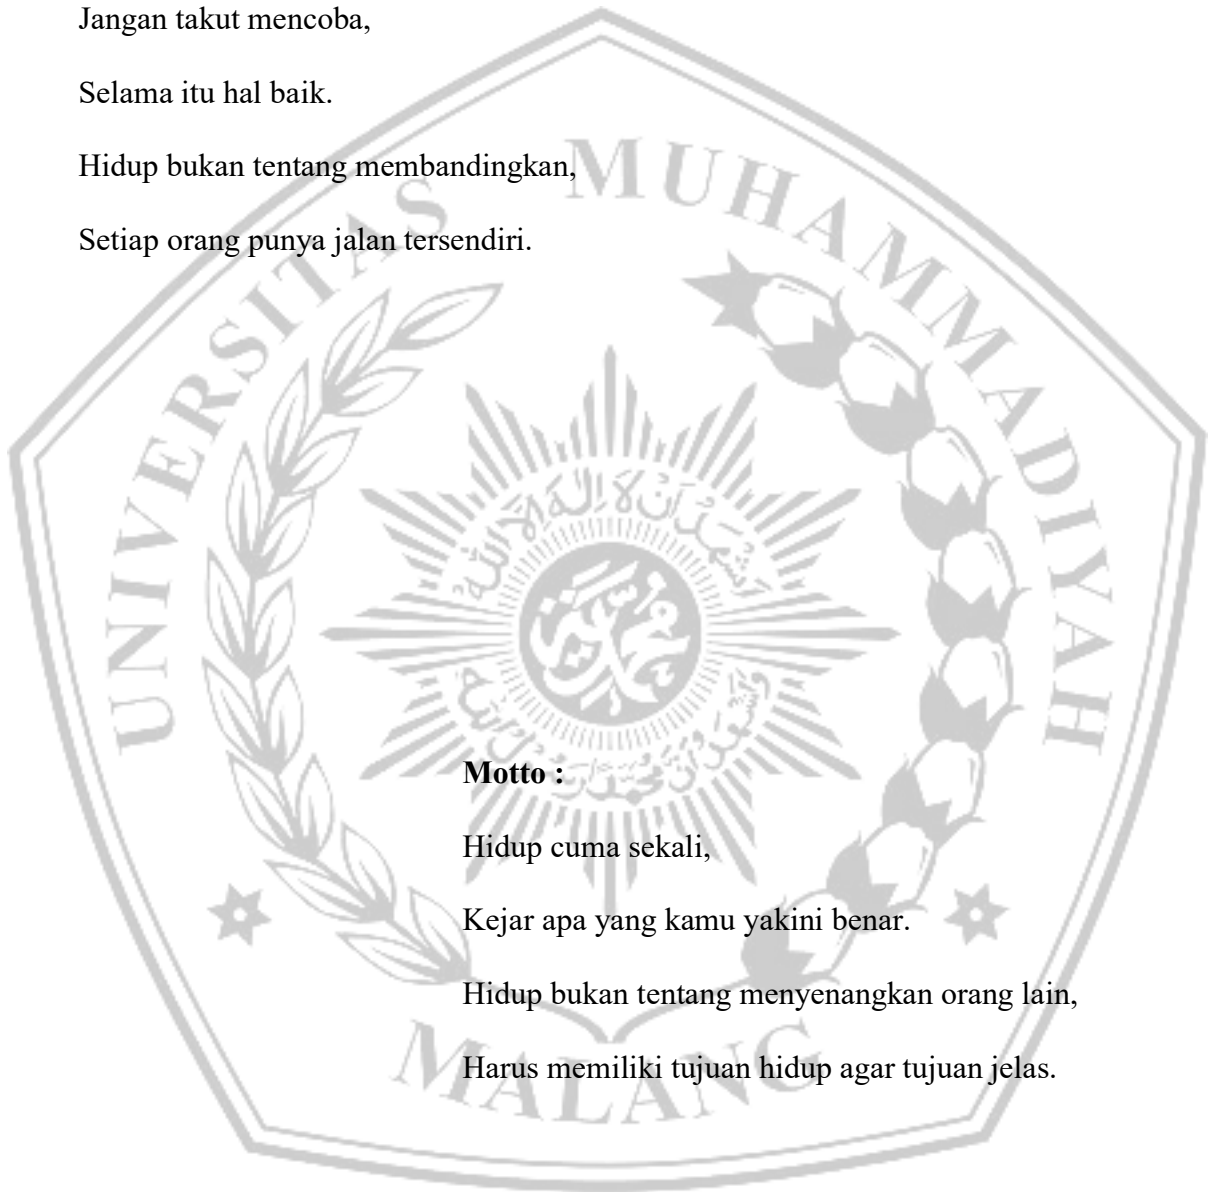 Jangan takut mencoba,
Selama itu hal baik.
Hidup bukan tentang membandingkan,
Setiap orang punya jalan tersendiri.
UNIVERSITAS MUHAMMADIYAH
MALANG
Motto :
Hidup cuma sekali,
Kejar apa yang kamu yakini benar.
Hidup bukan tentang menyenangkan orang lain,
Harus memiliki tujuan hidup agar tujuan jelas.